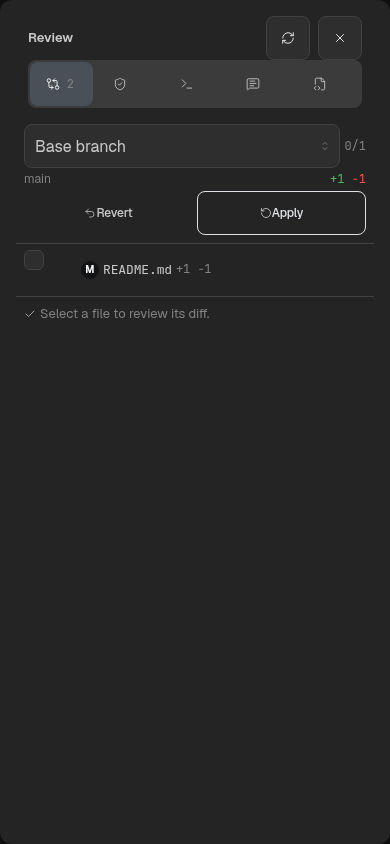 Review
2
Base branch
0/1
main
+1 -1
Revert
Apply
M README.md +1 -1
Select a file to review its diff.